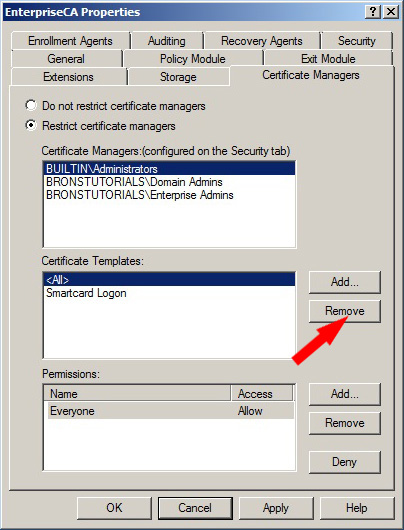 EnterpriseCA Properties
Enrollment Agents Auditing Recovery Agents Security
General Policy Module Exit Module
Extensions Storage Certificate Managers
Do not restrict certificate managers
Restrict certificate managers
Certificate Managers:(configured on the Security tab)
BUILTIN\Administrators
BRONSTUTORIALS\Domain Admins
BRONSTUTORIALS\Enterprise Admins
Certificate Templates:
<All> Add...
Smartcard Logon
Remove
Permissions:
Name Access Add...
Everyone Allow
Remove
Deny
OK Cancel Apply Help